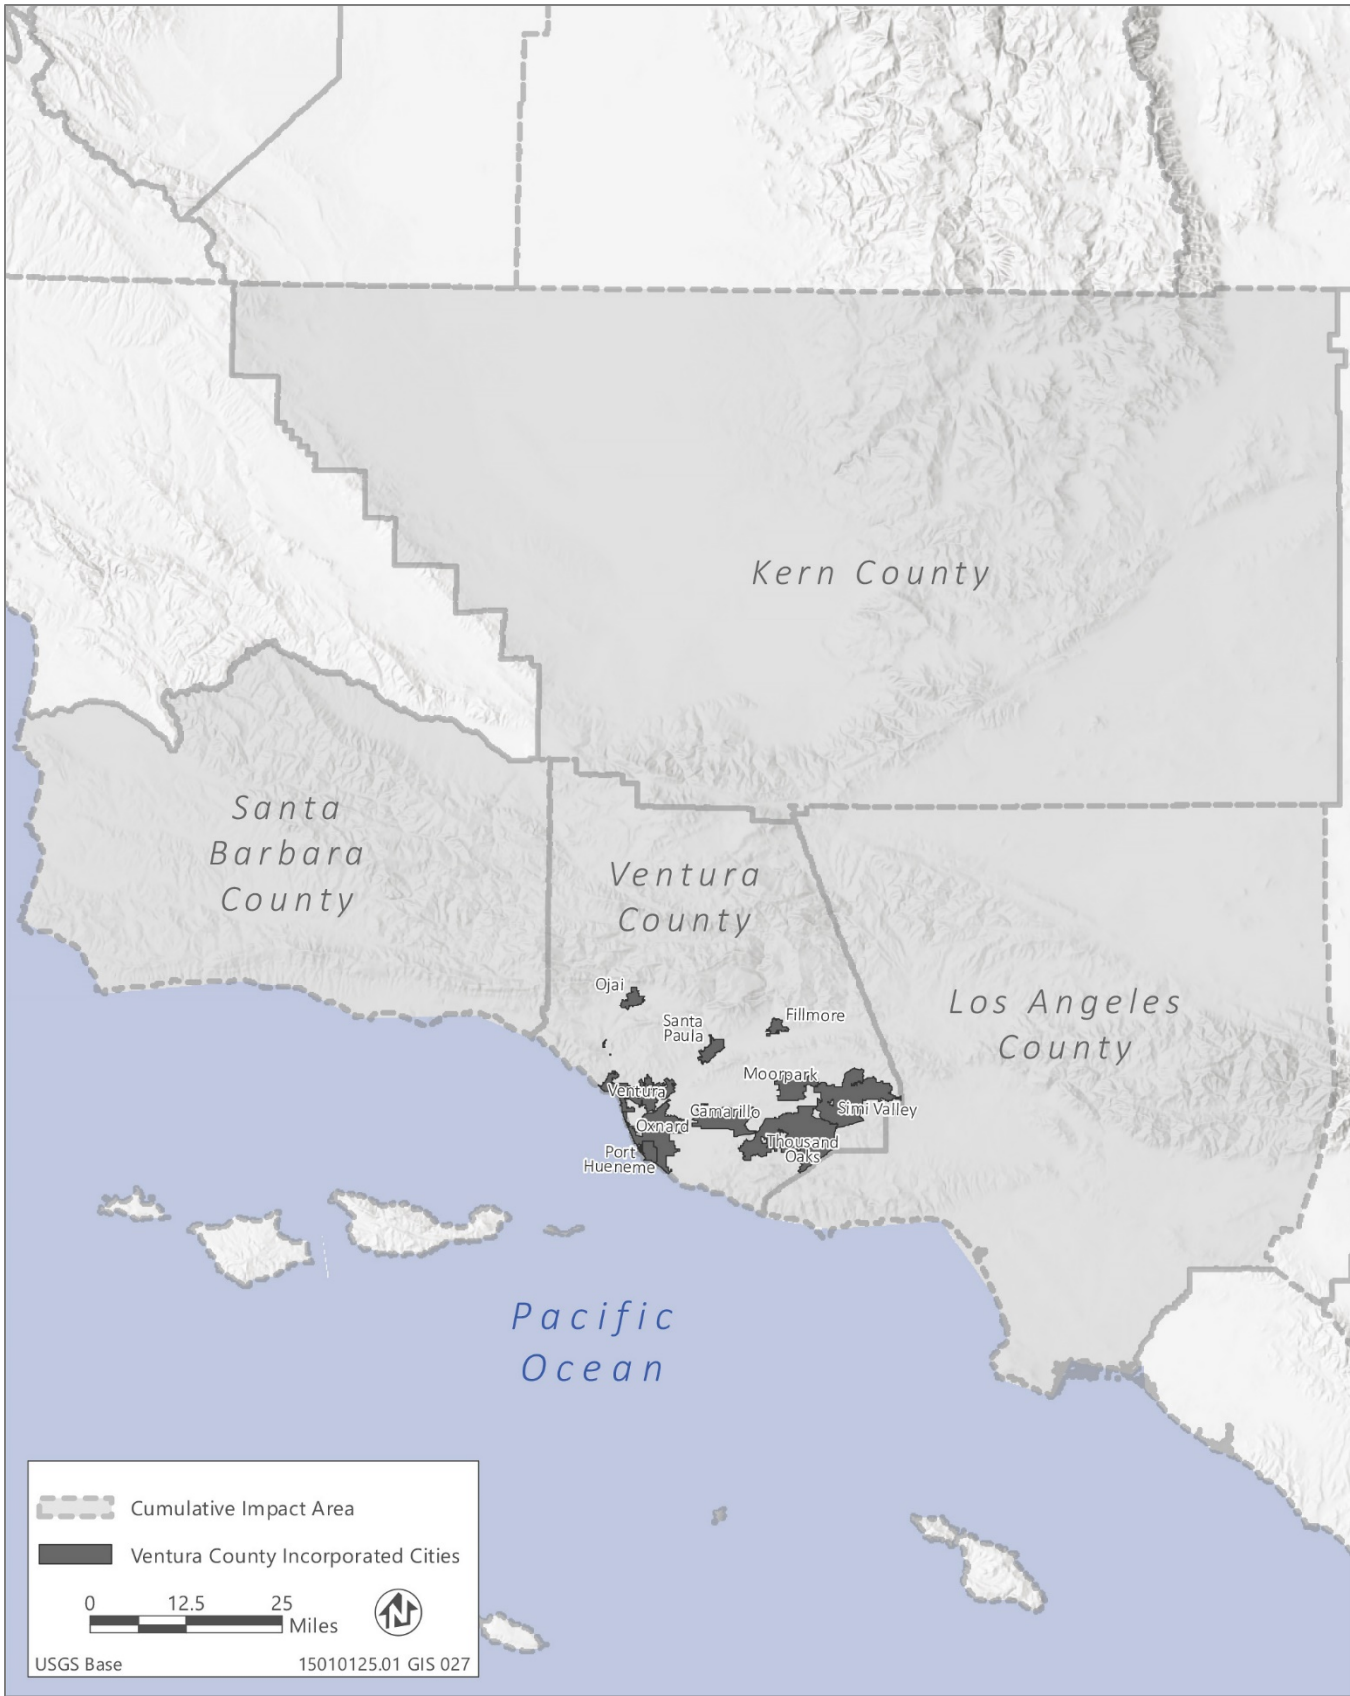 Kern County
Santa
Barbara
County
Ventura
County
Los Angeles
County
Ojai
Santa
Paula
Fillmore
Moorpark
Ventura
Camarillo
Simi Valley
Oxnard
Thousand
Oaks
Port
Hueneme
Pacific
Ocean
Cumulative Impact Area
Ventura County Incorporated Cities
0 12.5 25
Miles
N
USGS Base 15010125.01 GIS 027